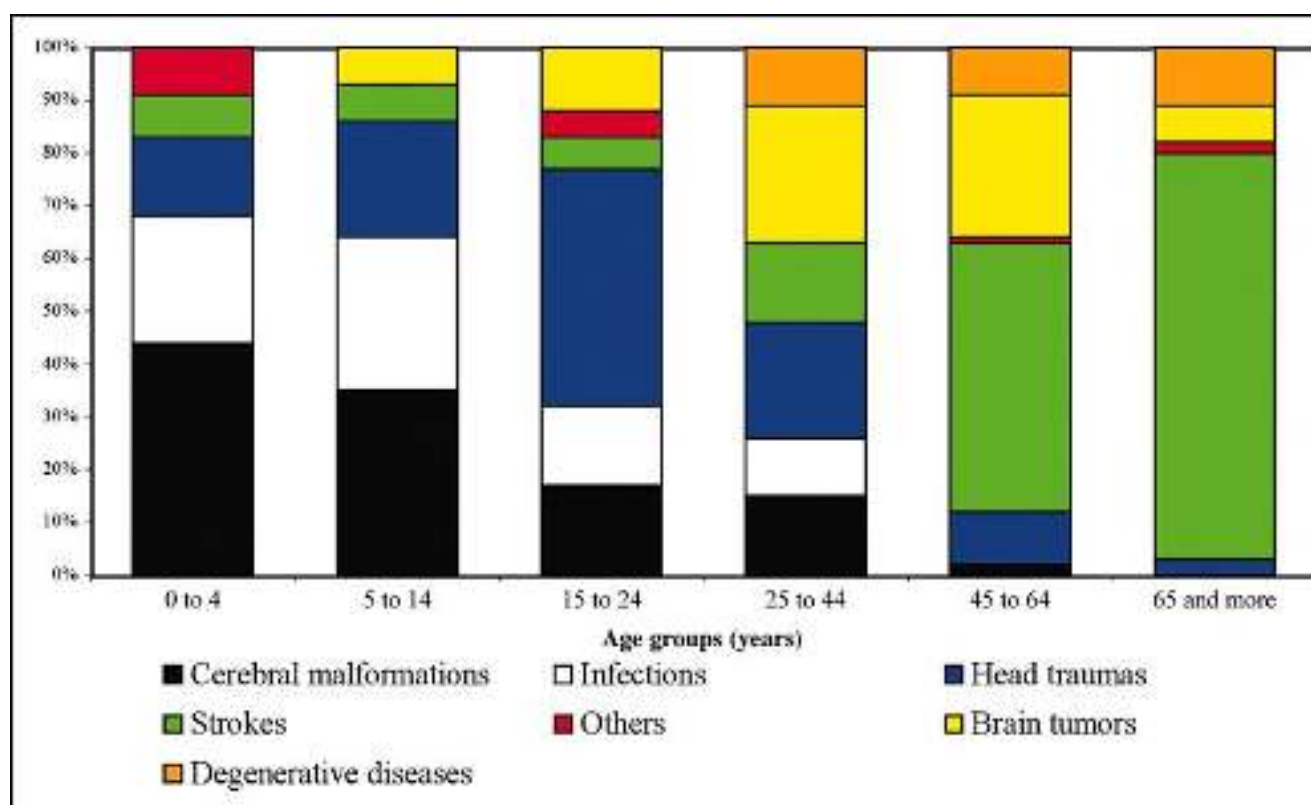 100%
90%
80%
70%
60%
50%
40%
30%
20%
10%
0%
0 to 4 5 to 14 15 to 24 25 to 44 45 to 64 65 and more
Age groups (years)
Cerebral malformations Infections Head traumas
Strokes Others Brain tumors
Degenerative diseases